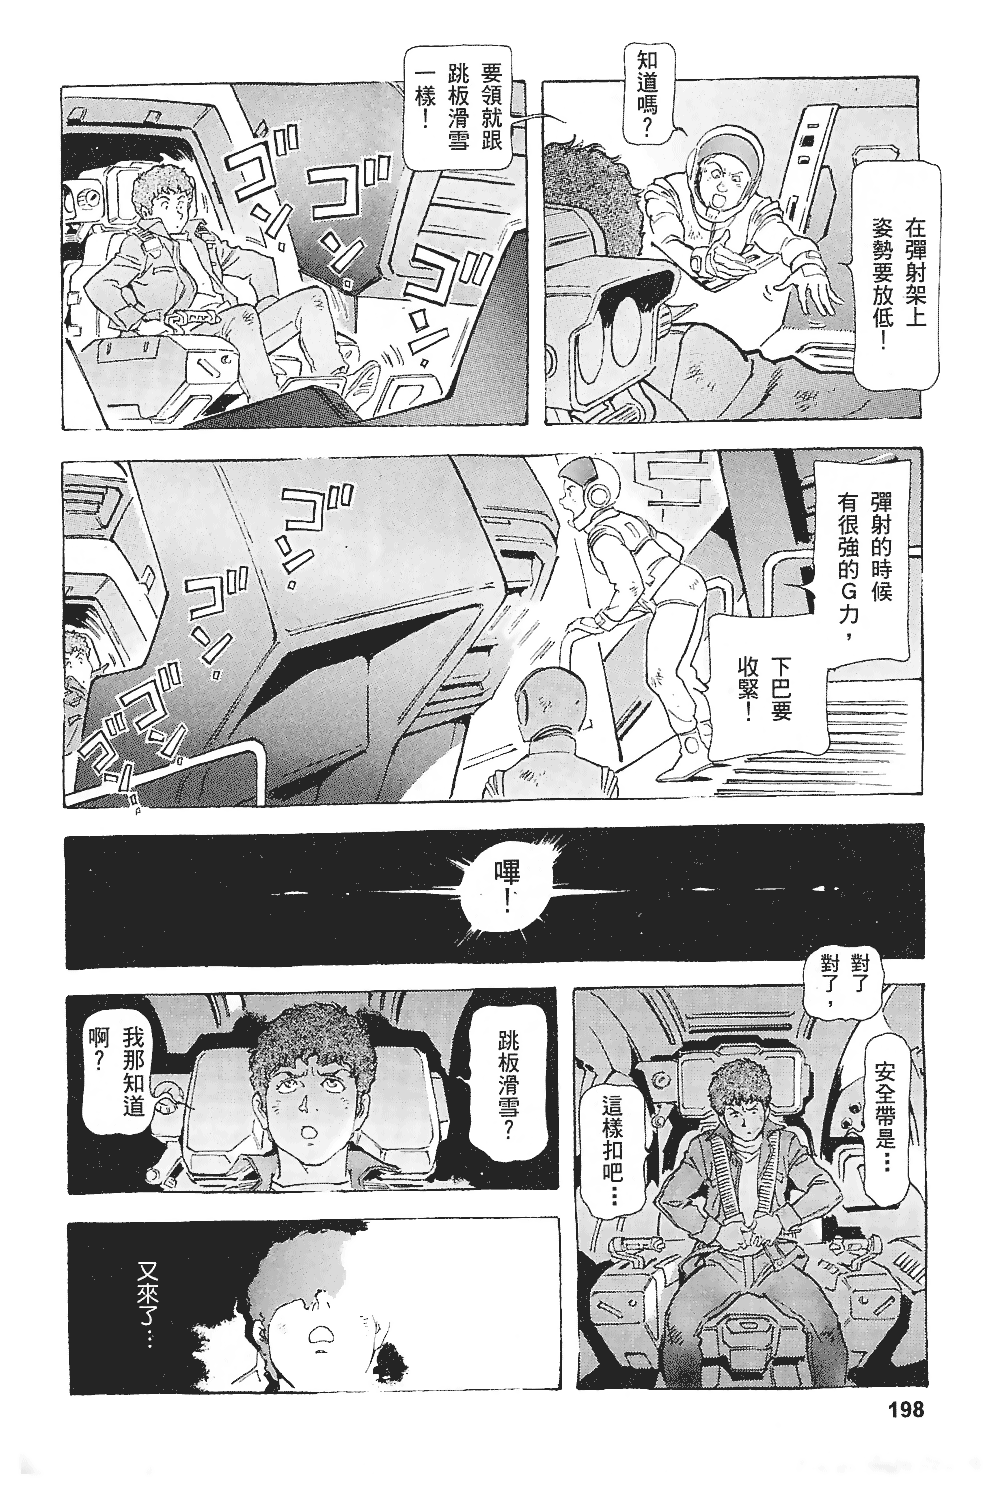 在彈射架上
姿勢要放低！
知道嗎？
要領就跟
跳板滑雪
一樣！
ゴンゴン
ゴンゴン
彈射的時候
有很強的G力，
下巴要
收緊！
ゴンゴンゴンゴン
嗶！
對了
對了，
安全帶是…
這樣扣吧…
跳板滑雪？
我那知道
啊？
又來了…
198